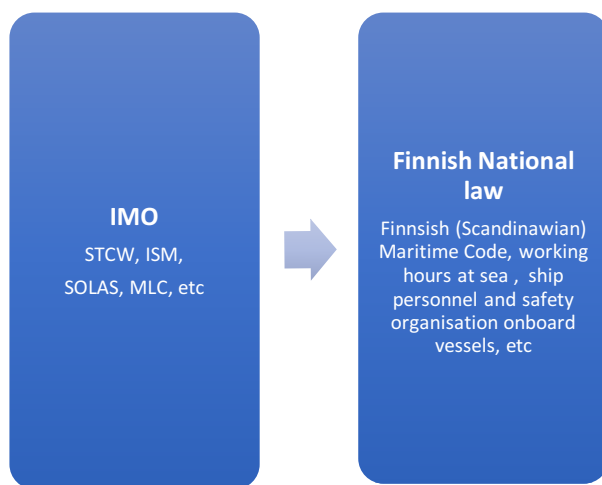 IMO
STCW, ISM,
SOLAS, MLC, etc
Finnish National
law
Finnsish (Scandinawian)
Maritime Code, working
hours at sea , ship
personnel and safety
organisation onboard
vessels, etc